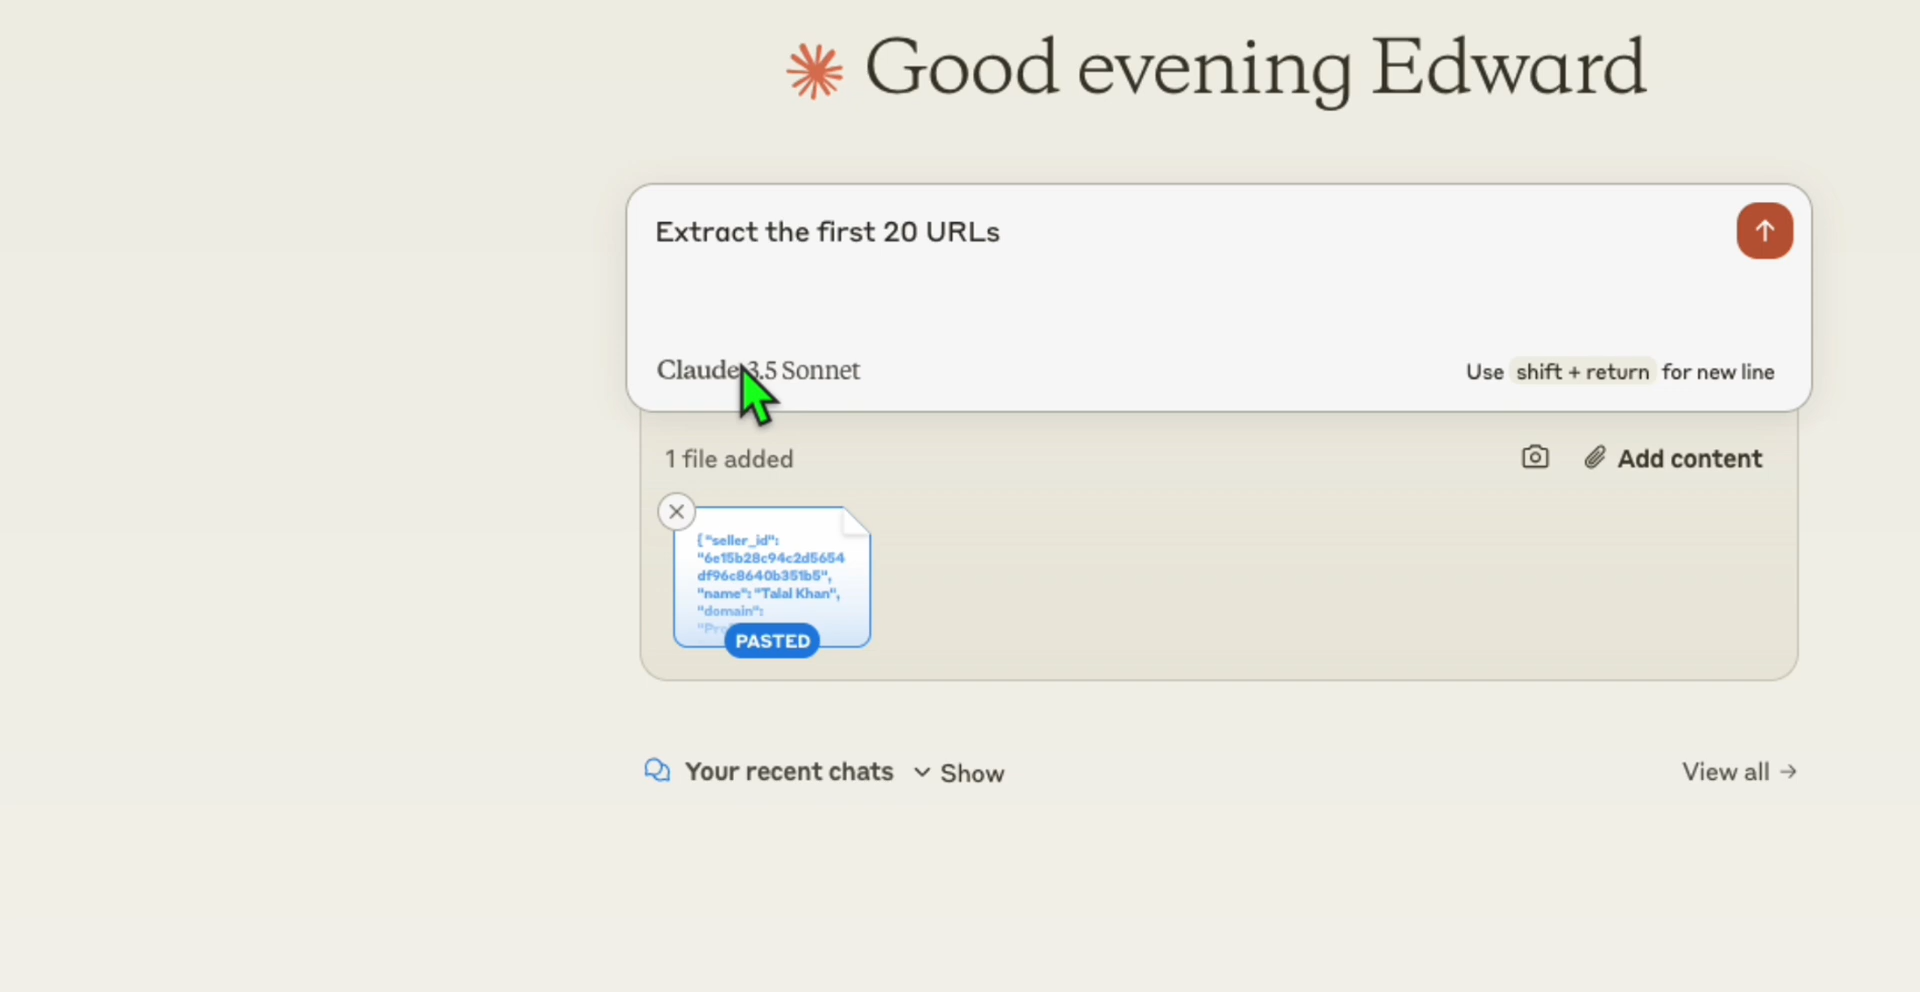 Good evening Edward
Extract the first 20 URLs
Claude 3.5 Sonnet
Use shift + return for new line
1 file added
Add content
{ "seller_id":
"6e15b28c94c2d5654
df96c8640b351b5",
"name": "Talal Khan",
"domain":
"Pro
PASTED
Your recent chats
Show
View all →